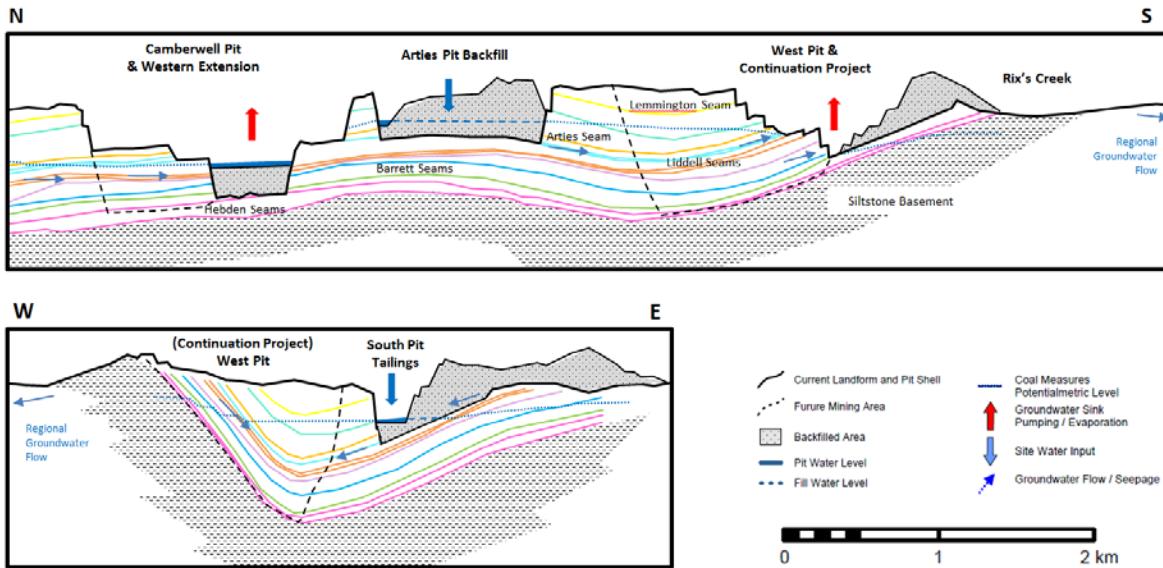 N
S
Camberwell Pit
& Western Extension
Arties Pit Backfill
West Pit &
Continuation Project
Rix's Creek
Lemmington Seam
Arties Seam
Liddell Seams
Barrett Seams
Hebden Seams
Siltstone Basement
Regional
Groundwater
Flow
W
E
(Continuation Project)
West Pit
South Pit
Tailings
Regional
Groundwater
Flow
Current Landform and Pit Shell
Furure Mining Area
Backfilled Area
Pit Water Level
Fill Water Level
Coal Measures
Potentialmetric Level
Groundwater Sink
Pumping / Evaporation
Site Water Input
Groundwater Flow / Seepage
0 1 2 km